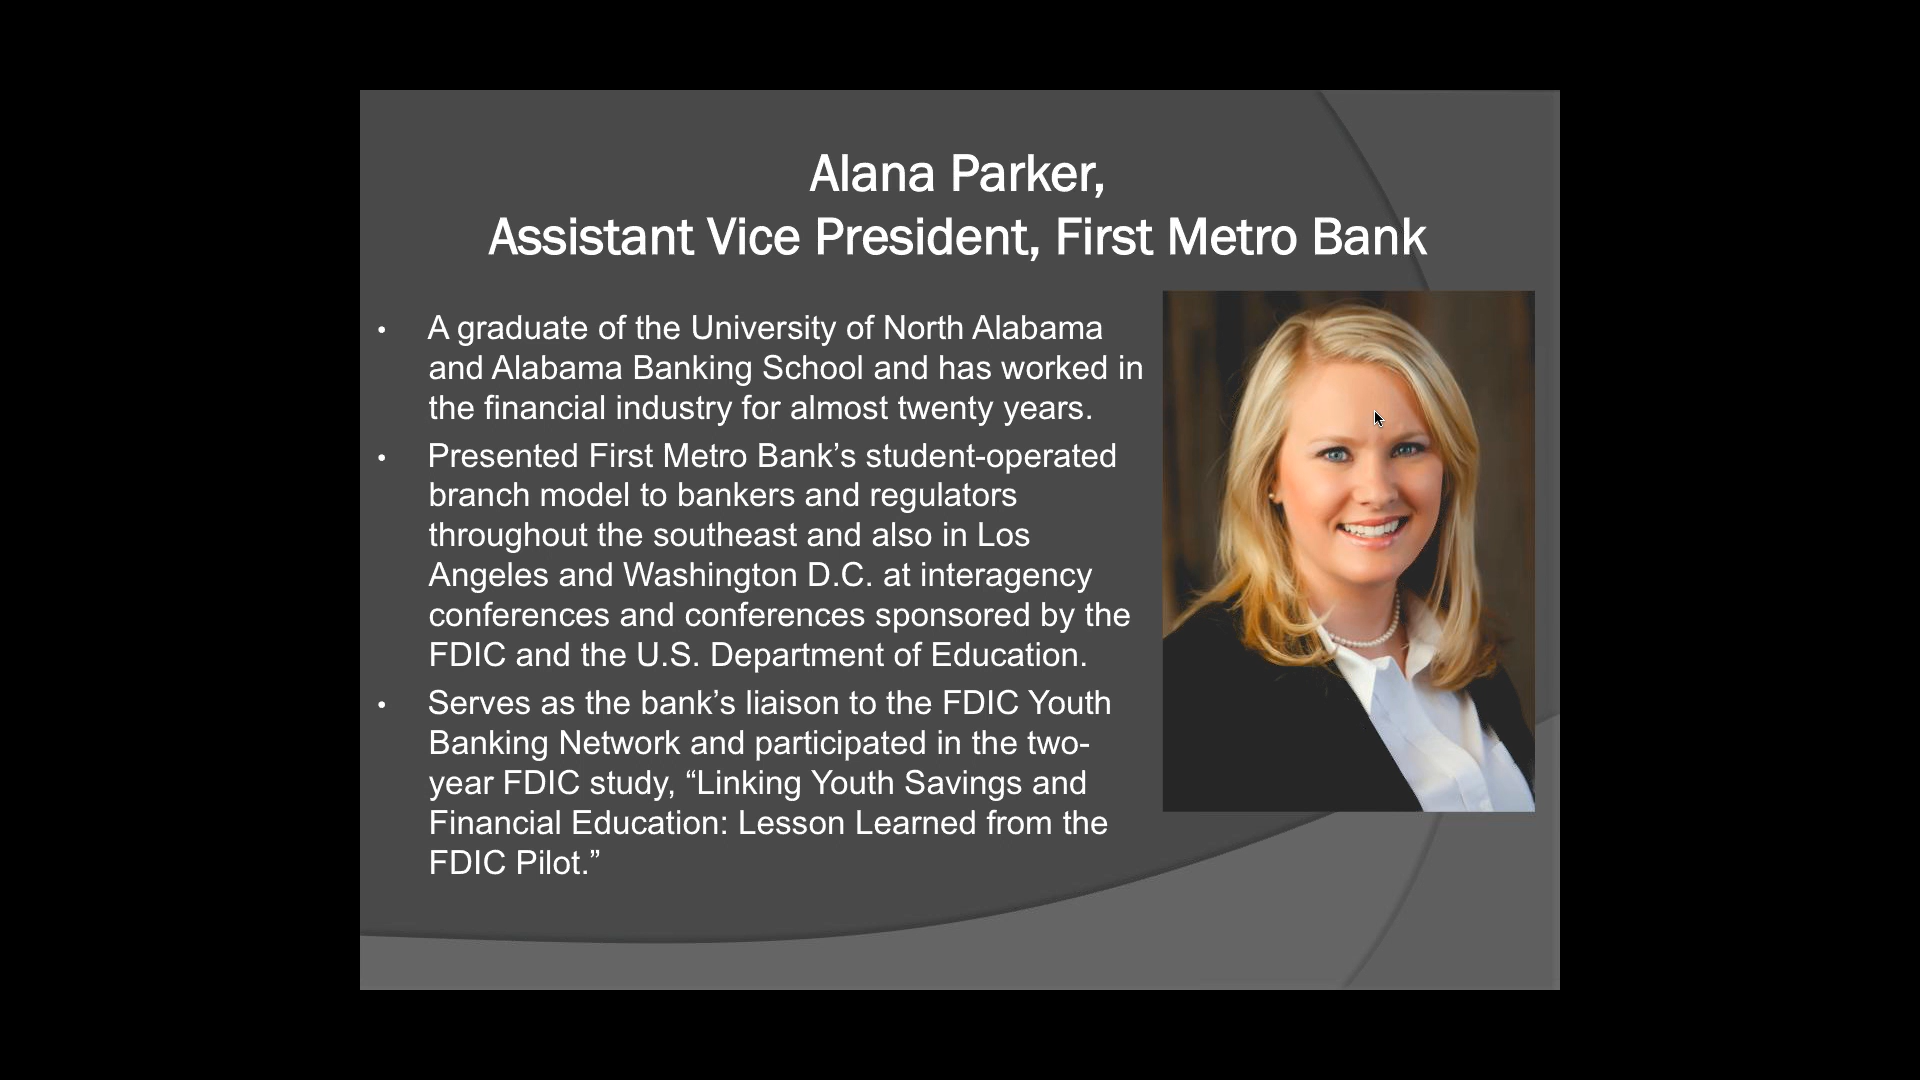 Alana Parker,
Assistant Vice President, First Metro Bank
• A graduate of the University of North Alabama
and Alabama Banking School and has worked in
the financial industry for almost twenty years.
• Presented First Metro Bank’s student-operated
branch model to bankers and regulators
throughout the southeast and also in Los
Angeles and Washington D.C. at interagency
conferences and conferences sponsored by the
FDIC and the U.S. Department of Education.
• Serves as the bank’s liaison to the FDIC Youth
Banking Network and participated in the two-
year FDIC study, “Linking Youth Savings and
Financial Education: Lesson Learned from the
FDIC Pilot.”